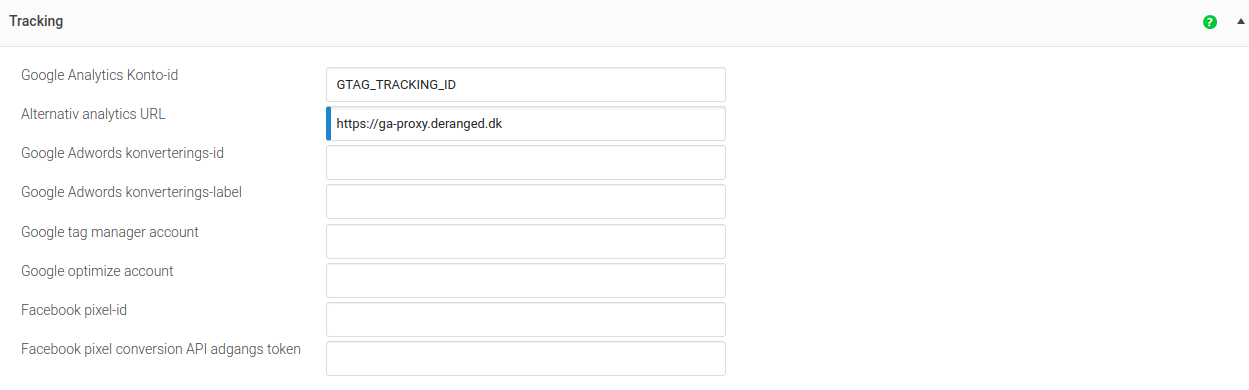 Tracking
Google Analytics Konto-id
GTAG_TRACKING_ID
Alternativ analytics URL
https://ga-proxy.deranged.dk
Google Adwords konverterings-id
Google Adwords konverterings-label
Google tag manager account
Google optimize account
Facebook pixel-id
Facebook pixel conversion API adgangs token